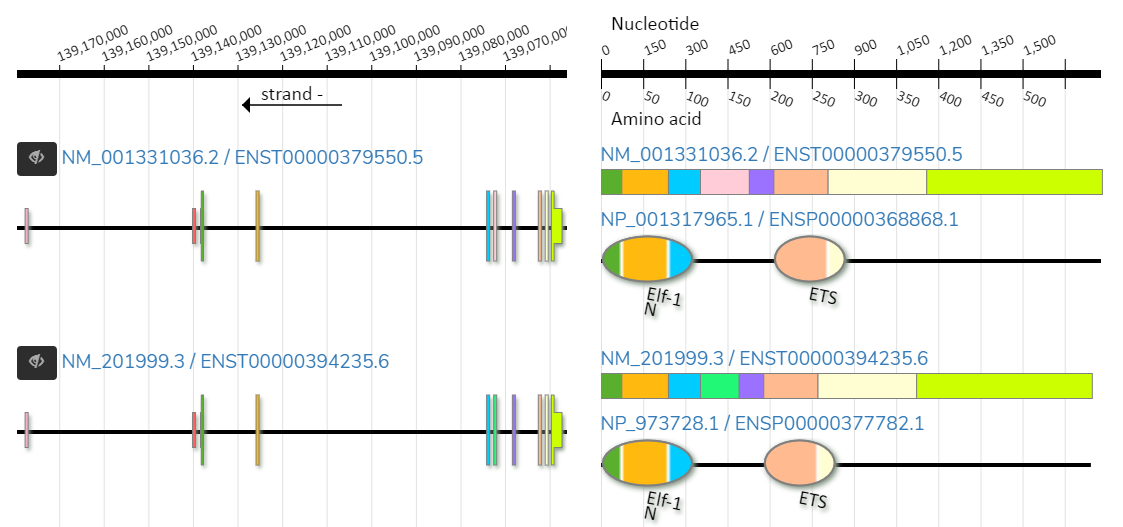 139,170,000 139,160,000 139,150,000 139,140,000 139,130,000 139,120,000 139,110,000 139,100,000 139,090,000 139,080,000 139,070,00
strand -
NM_001331036.2 / ENST00000379550.5
NM_201999.3 / ENST00000394235.6
Nucleotide
0 150 300 450 600 750 900 1,050 1,200 1,350 1,500
0 50 100 150 200 250 300 350 400 450 500
Amino acid
NM_001331036.2 / ENST00000379550.5
NP_001317965.1 / ENSP00000368868.1
Elf-1 ETS
N
NM_201999.3 / ENST00000394235.6
NP_973728.1 / ENSP00000377782.1
Elf-1 ETS
N